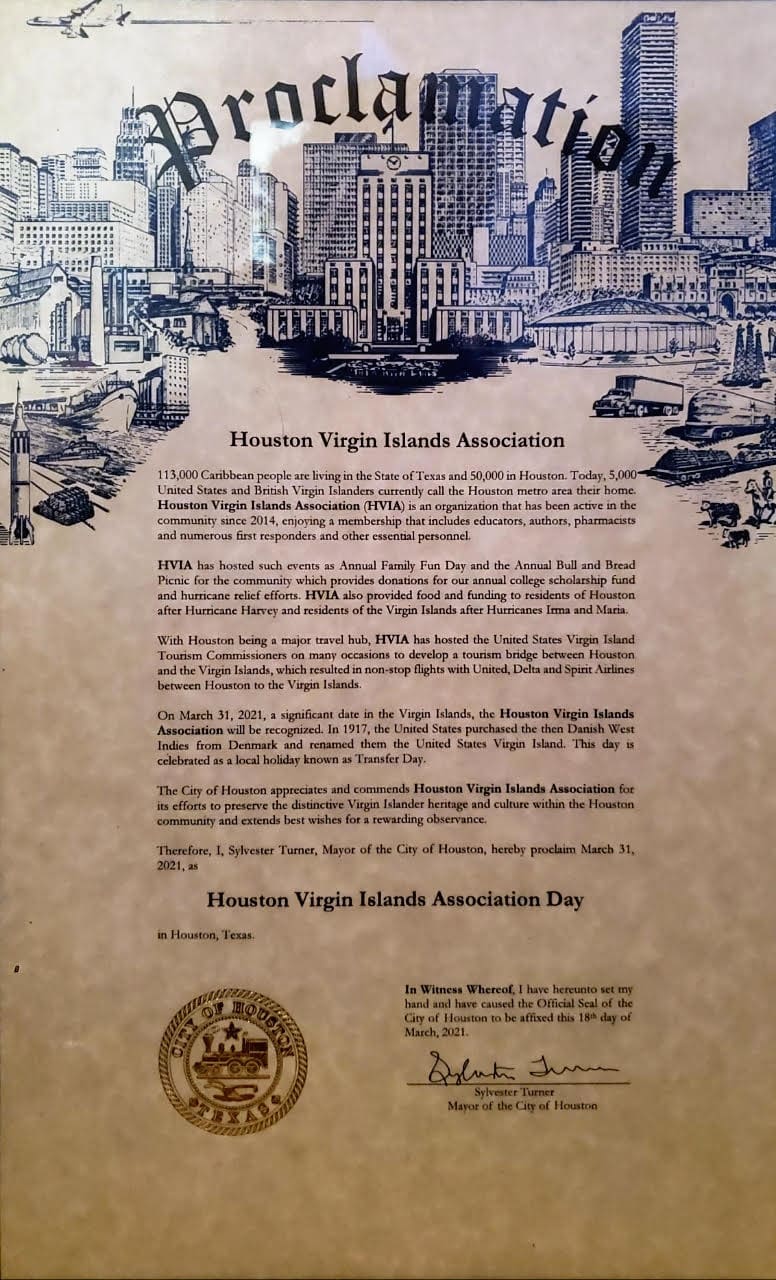 Proclamation
Houston Virgin Islands Association
113,000 Caribbean people are living in the State of Texas and 50,000 in Houston. Today, 5,000
United States and British Virgin Islanders currently call the Houston metro area their home.
Houston Virgin Islands Association (HVIA) is an organization that has been active in the
community since 2014, enjoying a membership that includes educators, authors, pharmacists
and numerous first responders and other essential personnel.
HVIA has hosted such events as Annual Family Fun Day and the Annual Bull and Bread
Picnic for the community which provides donations for our annual college scholarship fund
and hurricane relief efforts. HVIA also provided food and funding to residents of Houston
after Hurricane Harvey and residents of the Virgin Islands after Hurricanes Irma and Maria.
With Houston being a major travel hub, HVIA has hosted the United States Virgin Island
Tourism Commissioners on many occasions to develop a tourism bridge between Houston
and the Virgin Islands, which resulted in non-stop flights with United, Delta and Spirit Airlines
between Houston to the Virgin Islands.
On March 31, 2021, a significant date in the Virgin Islands, the Houston Virgin Islands
Association will be recognized. In 1917, the United States purchased the then Danish West
Indies from Denmark and renamed them the United States Virgin Island. This day is
celebrated as a local holiday known as Transfer Day.
The City of Houston appreciates and commends Houston Virgin Islands Association for
its efforts to preserve the distinctive Virgin Islander heritage and culture within the Houston
community and extends best wishes for a rewarding observance.
Therefore, I, Sylvester Turner, Mayor of the City of Houston, hereby proclaim March 31,
2021, as
Houston Virgin Islands Association Day
in Houston, Texas.
In Witness Whereof, I have hereunto set my
hand and have caused the Official Seal of the
City of Houston to be affixed this 18th day of
March, 2021.
Sylvester Turner
Sylvester Turner
Mayor of the City of Houston
CITY OF HOUSTON
TEXAS